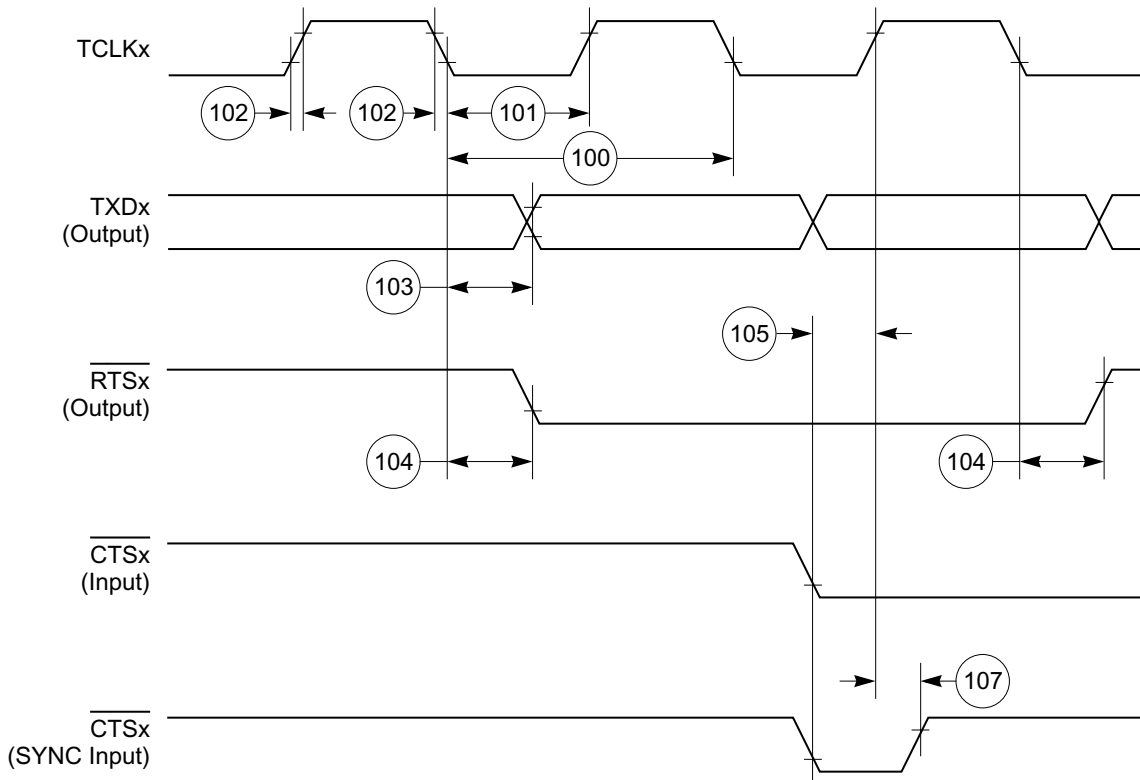 TCLKx
102
102
101
100
TXDx
(Output)
103
105
RTSx
(Output)
104
104
CTSx
(Input)
107
CTSx
(SYNC Input)